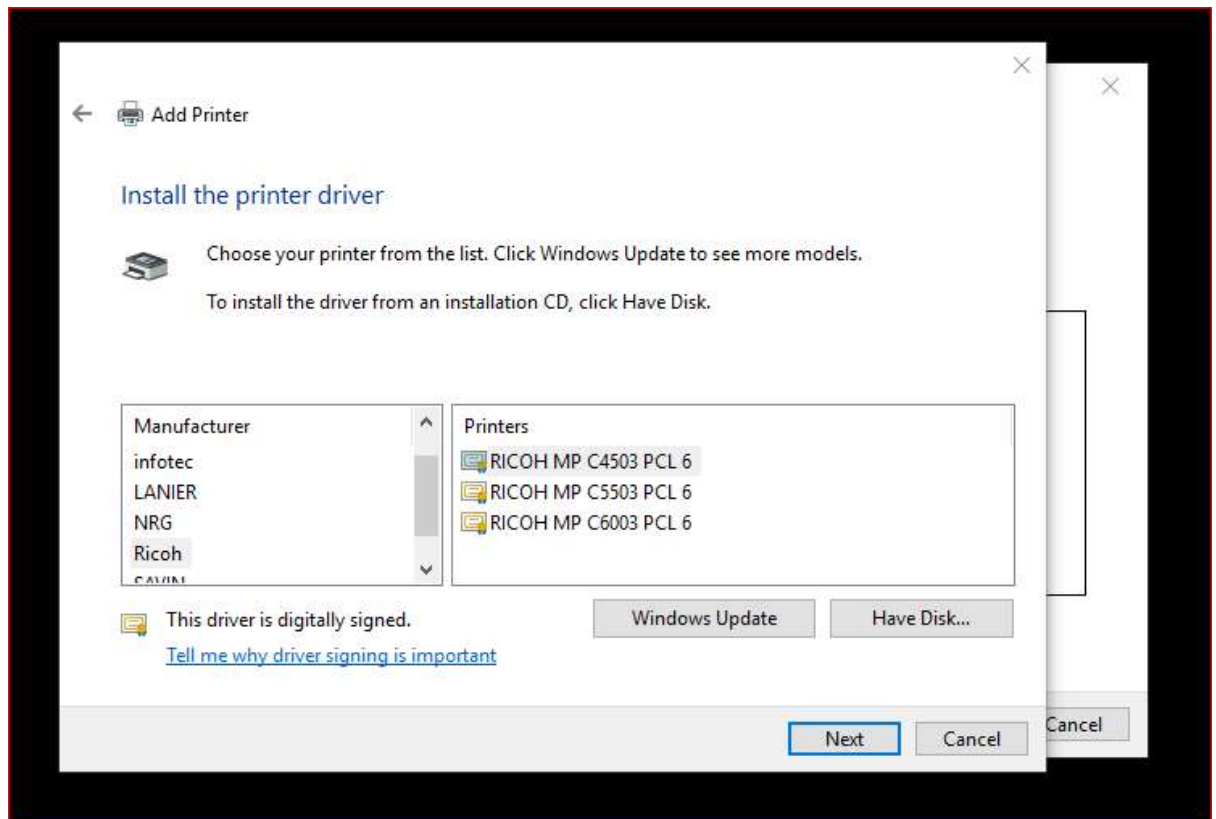 Add Printer
Install the printer driver
Choose your printer from the list. Click Windows Update to see more models.
To install the driver from an installation CD, click Have Disk.
Manufacturer
infotec
LANIER
NRG
Ricoh
SAVIN
Printers
RICOH MP C4503 PCL 6
RICOH MP C5503 PCL 6
RICOH MP C6003 PCL 6
This driver is digitally signed.
Tell me why driver signing is important
Windows Update
Have Disk...
Next
Cancel
Cancel